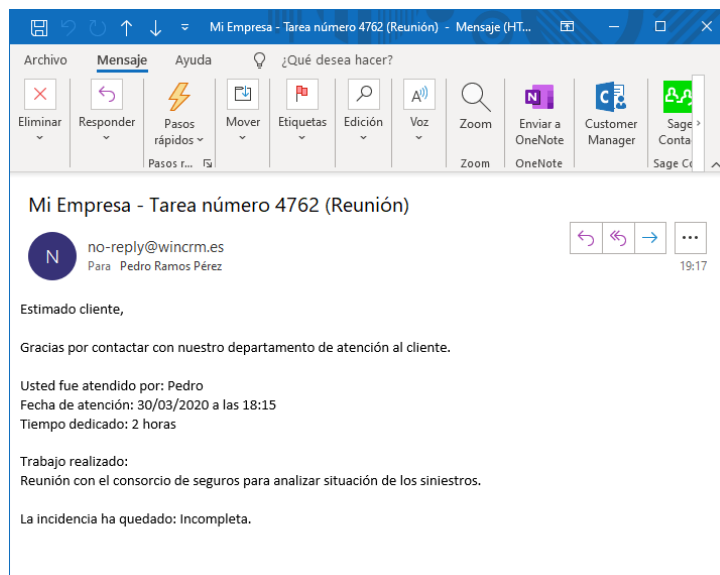 Mi Empresa - Tarea número 4762 (Reunión) - Mensaje (HT...
Archivo Mensaje Ayuda ¿Qué desea hacer?
Eliminar Responder Pasos rápidos Mover Etiquetas Edición Voz Zoom Enviar a OneNote Customer Manager Sage Conta
Pasos r... Zoom OneNote Sage Co
Mi Empresa - Tarea número 4762 (Reunión)
N
no-reply@wincrm.es
Para Pedro Ramos Pérez
19:17
Estimado cliente,
Gracias por contactar con nuestro departamento de atención al cliente.
Usted fue atendido por: Pedro
Fecha de atención: 30/03/2020 a las 18:15
Tiempo dedicado: 2 horas
Trabajo realizado:
Reunión con el consorcio de seguros para analizar situación de los siniestros.
La incidencia ha quedado: Incompleta.